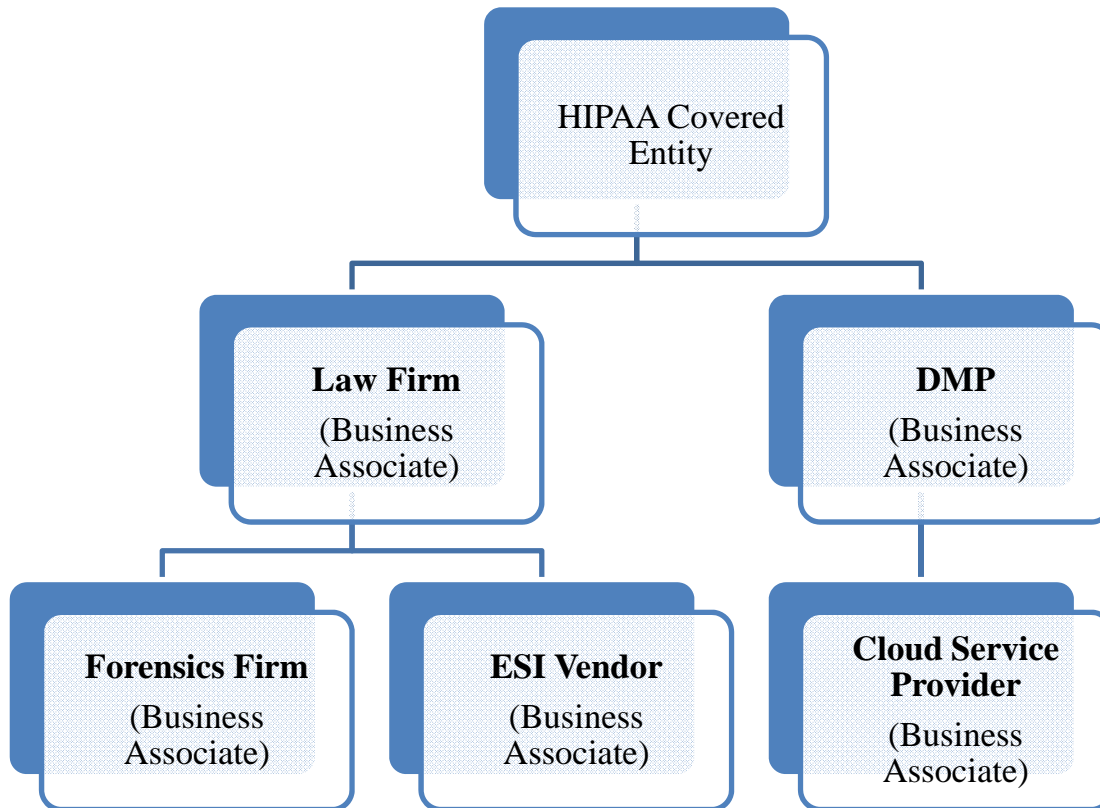 HIPAA Covered
Entity
Law Firm
(Business
Associate)
DMP
(Business
Associate)
Forensics Firm
(Business
Associate)
ESI Vendor
(Business
Associate)
Cloud Service
Provider
(Business
Associate)